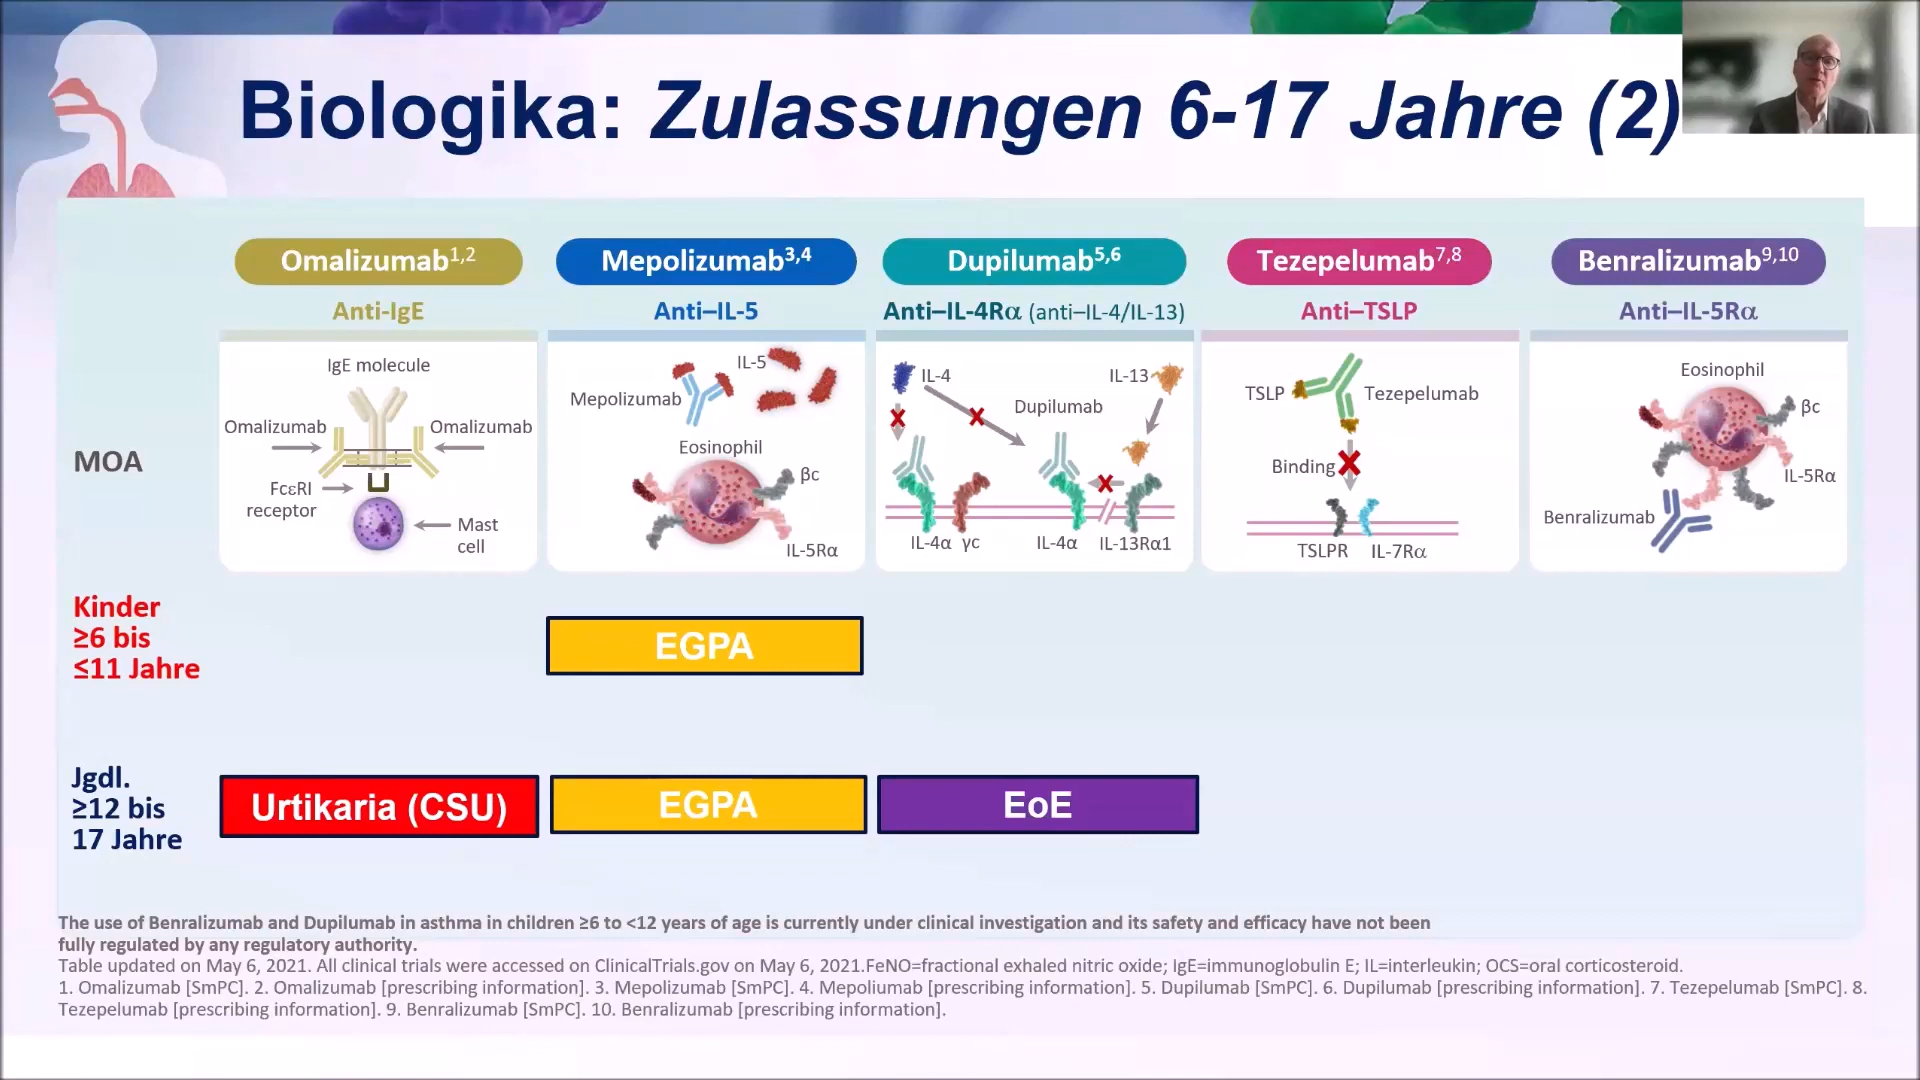 Biologika: Zulassungen 6-17 Jahre (2)
Omalizumab1,2
Mepolizumab3,4
Dupilumab5,6
Tezepelumab7,8
Benralizumab9,10
Anti-IgE
Anti–IL-5
Anti–IL-4Rα (anti–IL-4/IL-13)
Anti–TSLP
Anti–IL-5Rα
MOA
IgE molecule
Omalizumab
Omalizumab
FcεRI
receptor
Mast
cell
IL-5
Mepolizumab
Eosinophil
βc
IL-5Rα
IL-4
IL-13
Dupilumab
IL-4α
γc
IL-4α
IL-13Rα1
TSLP
Tezepelumab
Binding
TSLPR
IL-7Rα
Eosinophil
βc
IL-5Rα
Benralizumab
Kinder
≥6 bis
≤11 Jahre
EGPA
Jgdl.
≥12 bis
17 Jahre
Urtikaria (CSU)
EGPA
EoE
The use of Benralizumab and Dupilumab in asthma in children ≥6 to <12 years of age is currently under clinical investigation and its safety and efficacy have not been
fully regulated by any regulatory authority.
Table updated on May 6, 2021. All clinical trials were accessed on ClinicalTrials.gov on May 6, 2021.FeNO=fractional exhaled nitric oxide; IgE=immunoglobulin E; IL=interleukin; OCS=oral corticosteroid.
1. Omalizumab [SmPC]. 2. Omalizumab [prescribing information]. 3. Mepolizumab [SmPC]. 4. Mepoliumab [prescribing information]. 5. Dupilumab [SmPC]. 6. Dupilumab [prescribing information]. 7. Tezepelumab [SmPC]. 8.
Tezepelumab [prescribing information]. 9. Benralizumab [SmPC]. 10. Benralizumab [prescribing information].